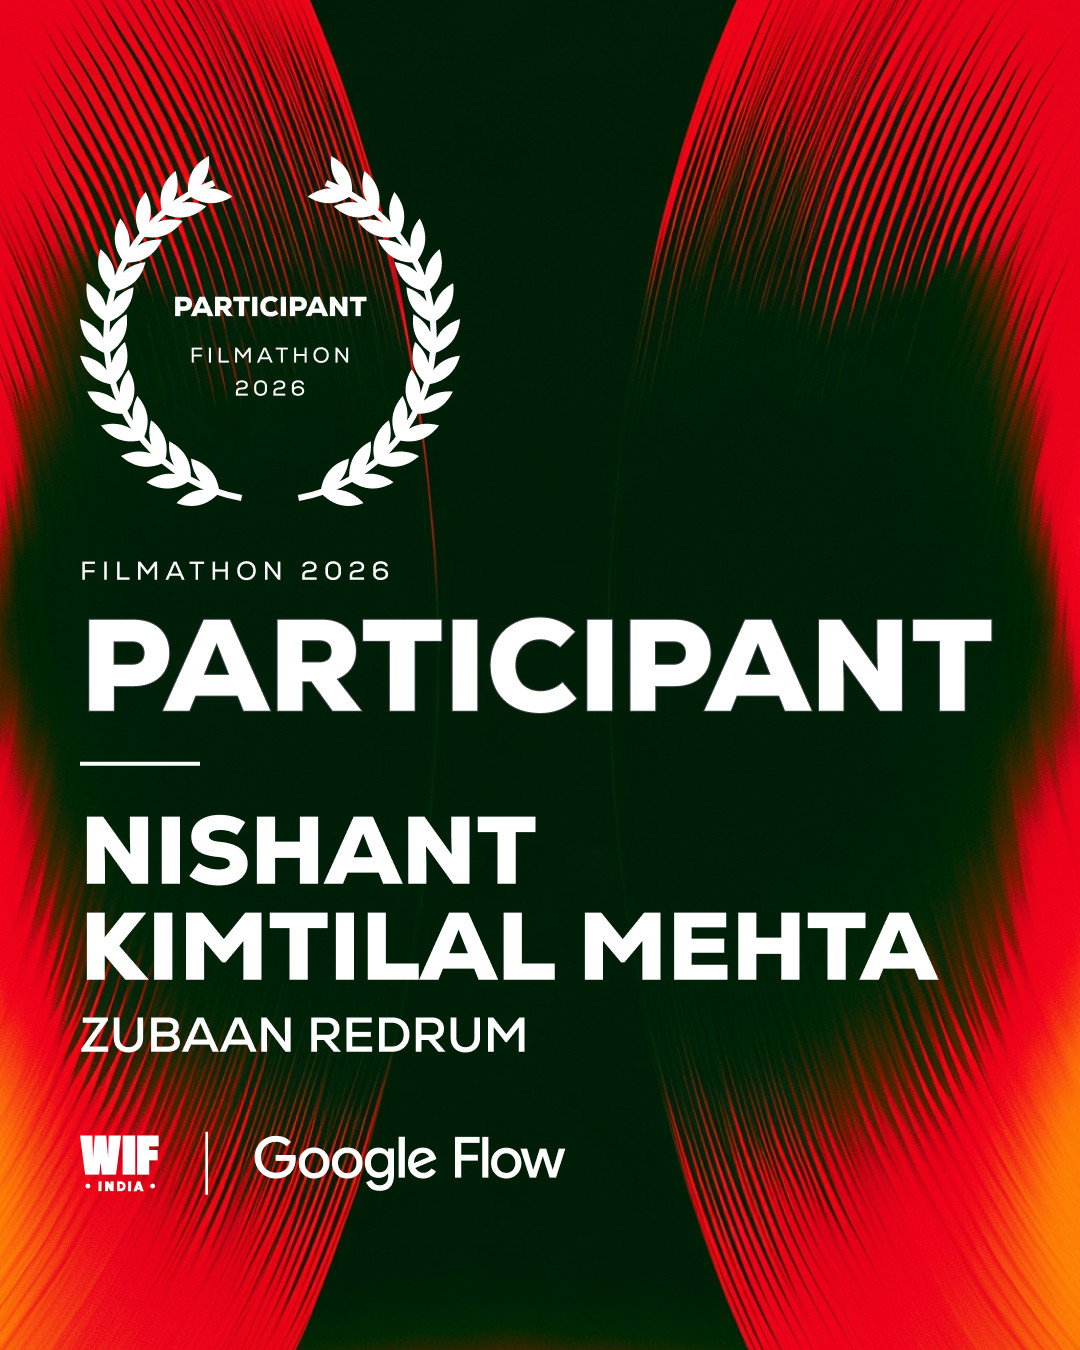 PARTICIPANT
FILMATHON
2026
FILMATHON 2026
PARTICIPANT
NISHANT
KIMTILAL MEHTA
ZUBAAN REDRUM
WIF
• INDIA •
Google Flow